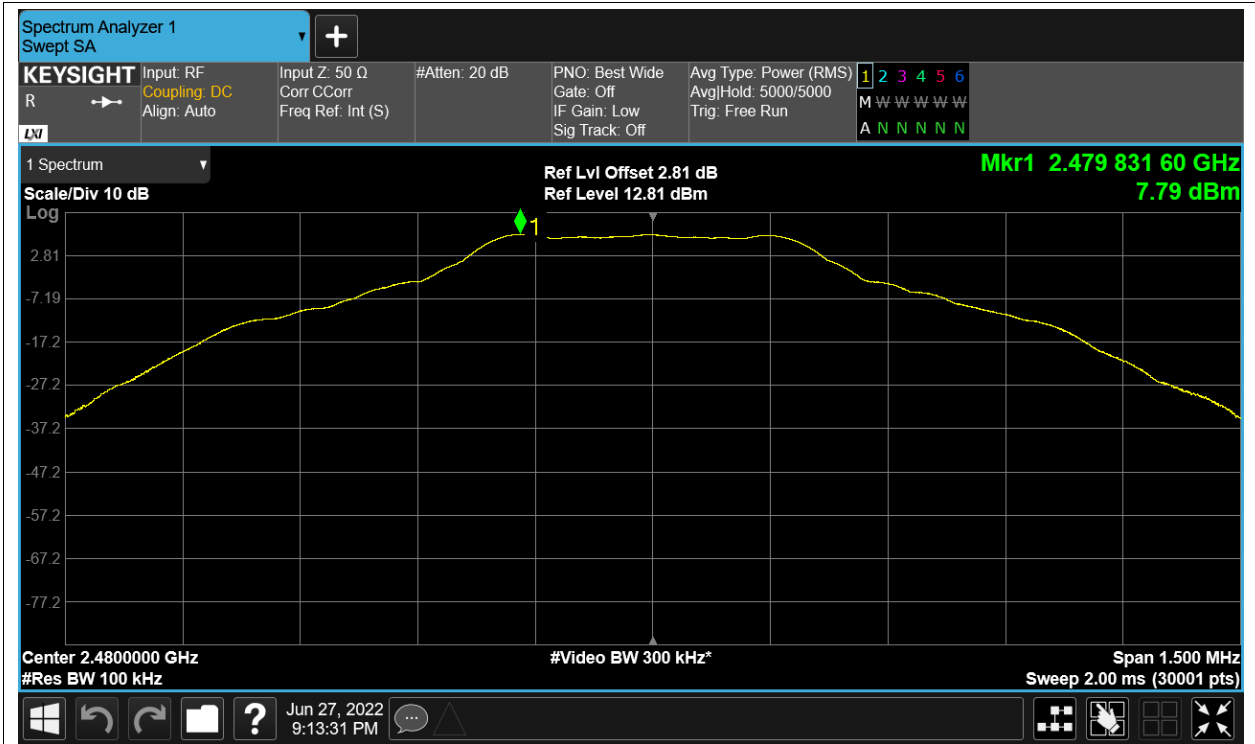 Spectrum Analyzer 1
Swept SA
KEYSIGHT
R
LXI
Input: RF
Coupling: DC
Align: Auto
Input Z: 50 Ω
Corr CCorr
Freq Ref: Int (S)
#Atten: 20 dB
PNO: Best Wide
Gate: Off
IF Gain: Low
Sig Track: Off
Avg Type: Power (RMS)
Avg|Hold: 5000/5000
Trig: Free Run
1 2 3 4 5 6
M W W W W W
A N N N N N
1 Spectrum
Scale/Div 10 dB
Log
Ref Lvl Offset 2.81 dB
Ref Level 12.81 dBm
Mkr1 2.479 831 60 GHz
7.79 dBm
1
2.81
-7.19
-17.2
-27.2
-37.2
-47.2
-57.2
-67.2
-77.2
Center 2.4800000 GHz
#Res BW 100 kHz
#Video BW 300 kHz*
Span 1.500 MHz
Sweep 2.00 ms (30001 pts)
?
Jun 27, 2022
9:13:31 PM